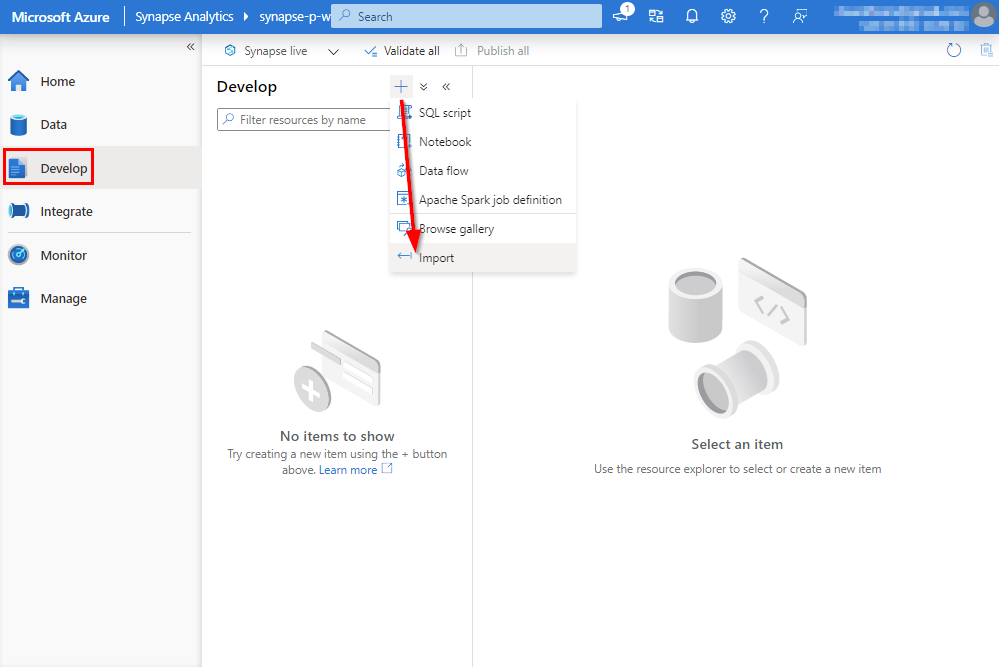 Microsoft Azure
Synapse Analytics
synapse-p-w
Search
1
Synapse live
Validate all
Publish all
Home
Data
Develop
Integrate
Monitor
Manage
Develop
Filter resources by name
SQL script
Notebook
Data flow
Apache Spark job definition
Browse gallery
Import
No items to show
Try creating a new item using the + button
above. Learn more
</>
Select an item
Use the resource explorer to select or create a new item